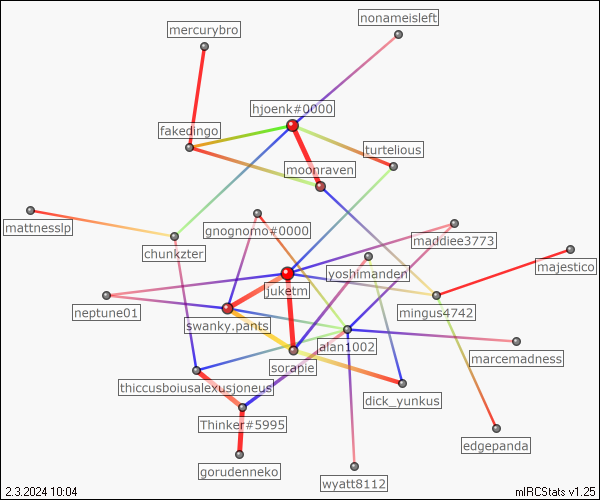 nonameisleft
mercurybro
hjoenk#0000
fakedingo
turtelious
moonraven
mattnesslp
gnognomo#0000
maddiee3773
chunkzter
yoshimanden
majestico
juketm
neptune01
mingus4742
swanky.pants
alan1002
marcemadness
sorapie
thiccusboiusalexusjoneus
dick_yunkus
Thinker#5995
edgepanda
gorudenneko
wyatt8112
2.3.2024 10:04
mIRCStats v1.25